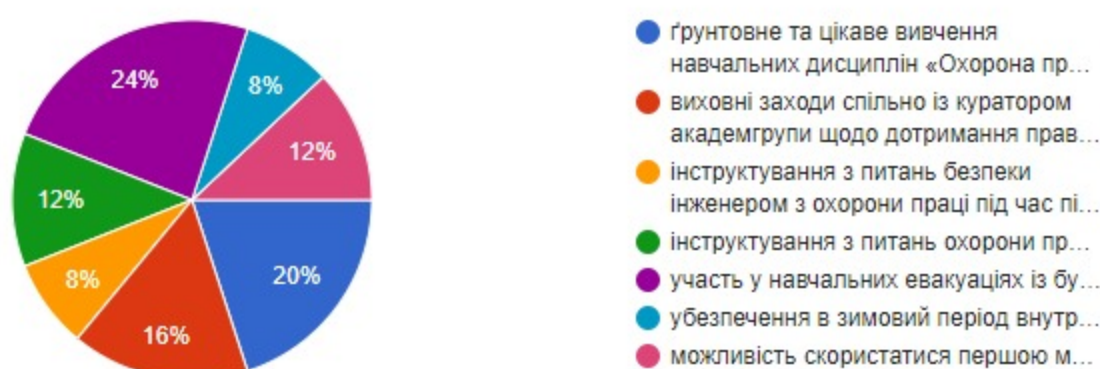 24%
8%
12%
12%
20%
8%
16%
ґрунтовне та цікаве вивчення
навчальних дисциплін «Охорона пр...
виховні заходи спільно із куратором
академгрупи щодо дотримання прав...
інструктування з питань безпеки
інженером з охорони праці під час пі...
інструктування з питань охорони пр...
участь у навчальних евакуаціях із бу...
убезпечення в зимовий період внутр...
можливість скористатися першою м...